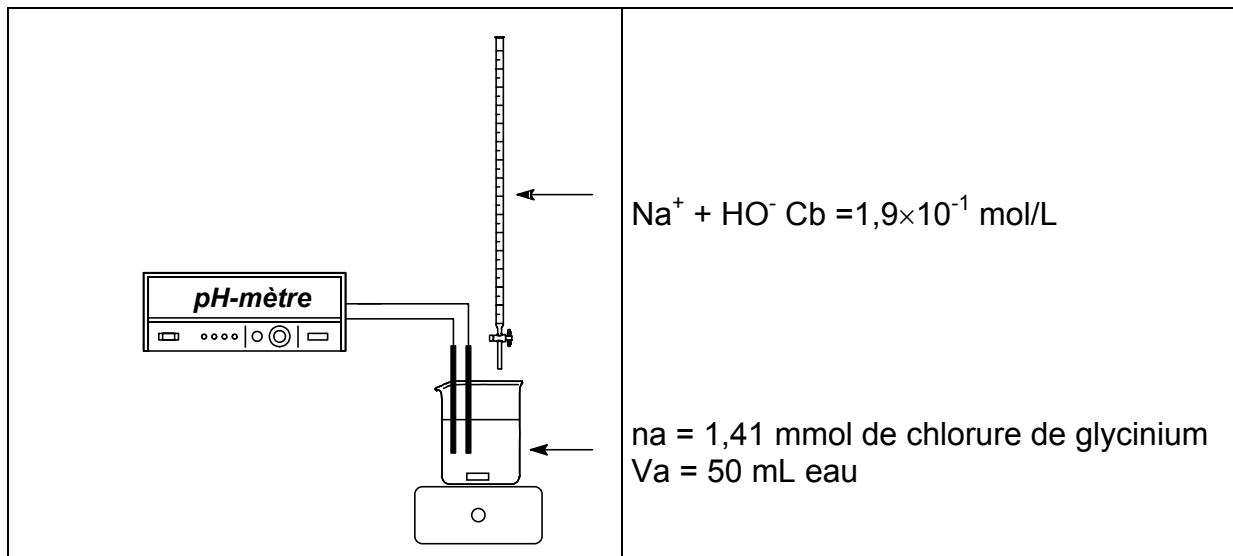 Na⁺ + HO⁻ Cb =1,9×10⁻¹ mol/L
pH-mètre
na = 1,41 mmol de chlorure de glycinium
Va = 50 mL eau